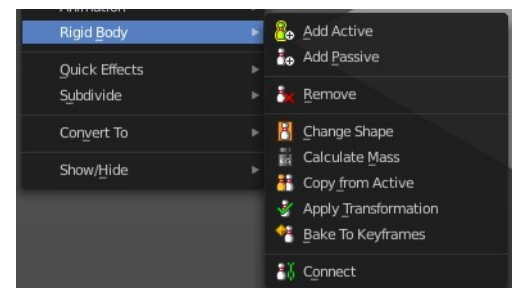 Animation
Rigid Body
Quick Effects
Subdivide
Convert To
Show/Hide
Add Active
Add Passive
Remove
Change Shape
Calculate Mass
Copy from Active
Apply Transformation
Bake To Keyframes
Connect